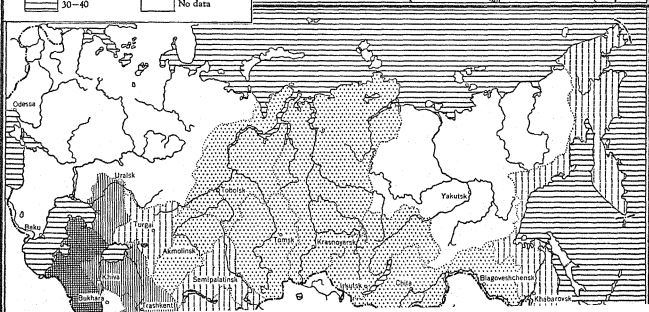 30—40
No data
Odessa
Uralsk
Tobolsk
Yakutsk
Baku
Turgai
Akmolinsk
Tomsk
Krasnoyarsk
Khiva
Semipalatinsk
Irkutsk
Chita
Blagoveshchensk
Bukhara
Tashkent
Khabarovsk